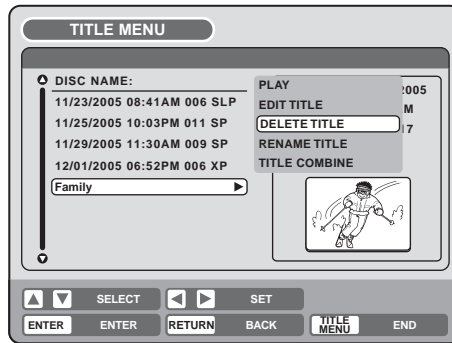 TITLE MENU
DISC NAME:
11/23/2005 08:41AM 006 SLP
11/25/2005 10:03PM 011 SP
11/29/2005 11:30AM 009 SP
12/01/2005 06:52PM 006 XP
Family
PLAY
EDIT TITLE
DELETE TITLE
RENAME TITLE
TITLE COMBINE
2005
M
17
SELECT SET
ENTER ENTER RETURN BACK TITLE MENU END